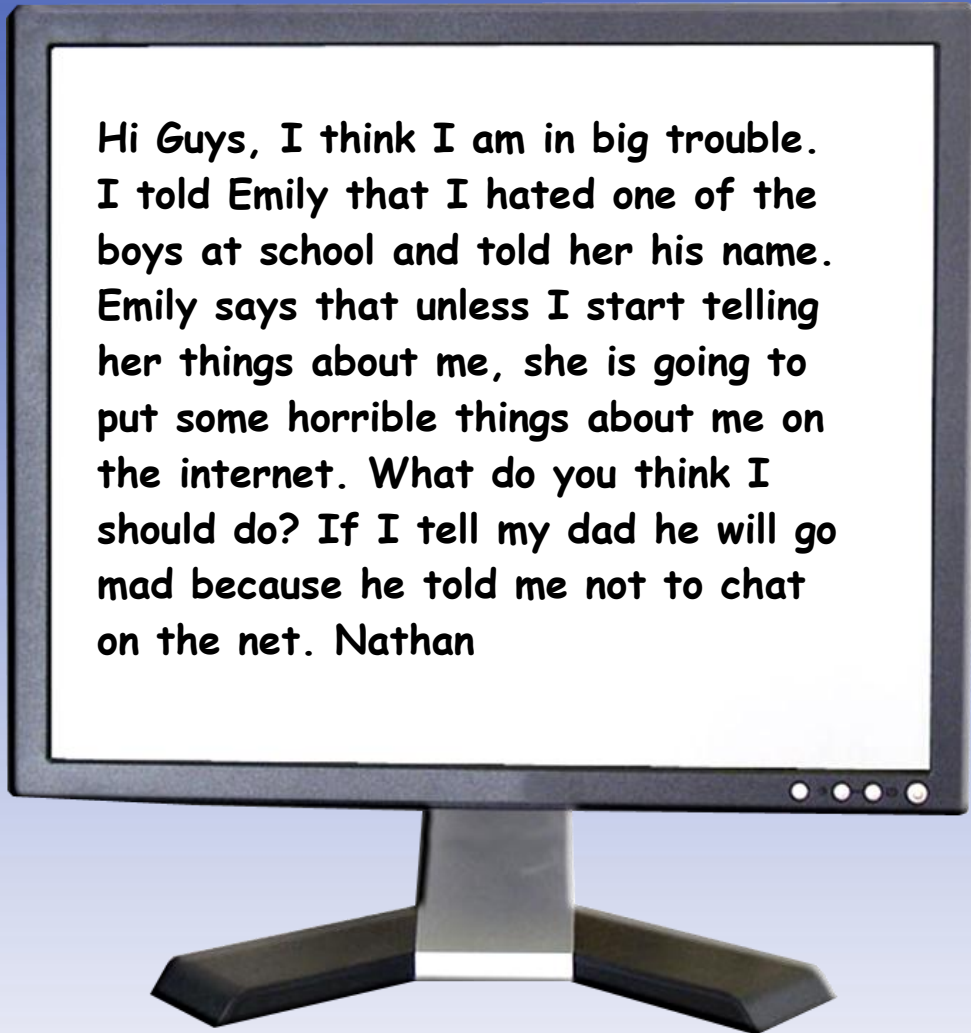 Hi Guys, I think I am in big trouble.
I told Emily that I hated one of the
boys at school and told her his name.
Emily says that unless I start telling
her things about me, she is going to
put some horrible things about me on
the internet. What do you think I
should do? If I tell my dad he will go
mad because he told me not to chat
on the net. Nathan